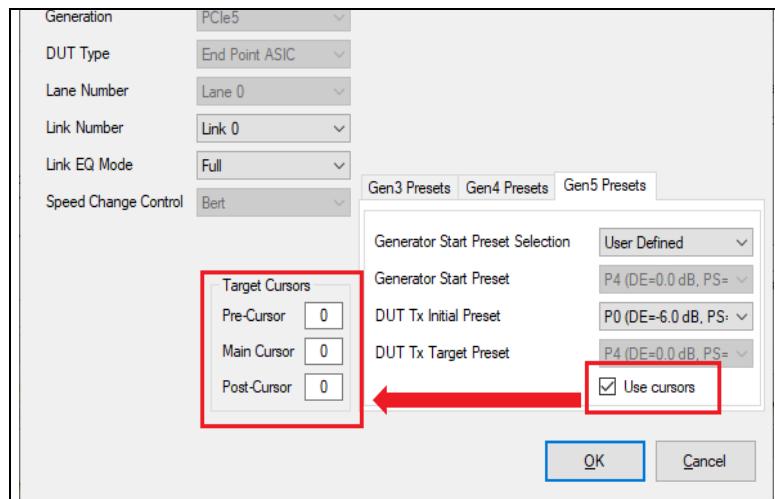 Generation PCIe5
DUT Type End Point ASIC
Lane Number Lane 0
Link Number Link 0
Link EQ Mode Full
Speed Change Control Bert
Gen3 Presets Gen4 Presets Gen5 Presets
Generator Start Preset Selection User Defined
Generator Start Preset P4 (DE=0.0 dB, PS=
DUT Tx Initial Preset P0 (DE=-6.0 dB, PS=
DUT Tx Target Preset P4 (DE=0.0 dB, PS=
Use cursors
Target Cursors
Pre-Cursor 0
Main Cursor 0
Post-Cursor 0
OK Cancel